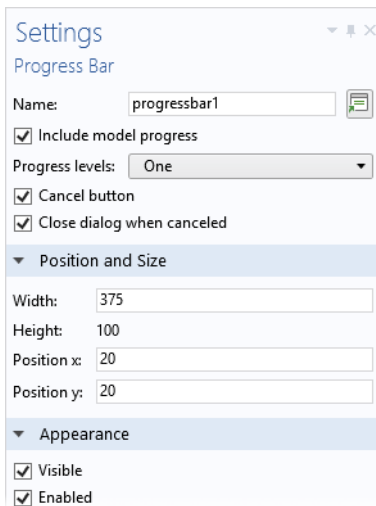 Settings
Progress Bar
Name: progressbar1
Include model progress
Progress levels: One
Cancel button
Close dialog when canceled
Position and Size
Width: 375
Height: 100
Position x: 20
Position y: 20
Appearance
Visible
Enabled